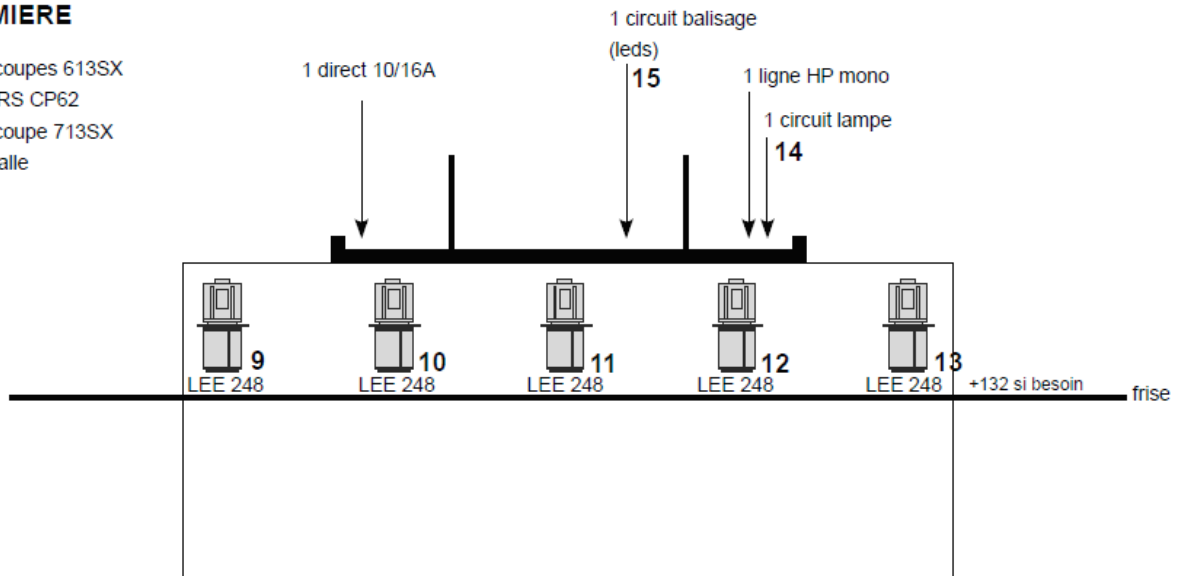 MIERE
coupes 613SX
RS CP62
coupe 713SX
alle
1 direct 10/16A
1 circuit balisage
(leds)
15
1 ligne HP mono
1 circuit lampe
14
9
10
11
12
13
LEE 248
LEE 248
LEE 248
LEE 248
LEE 248
+132 si besoin
frise